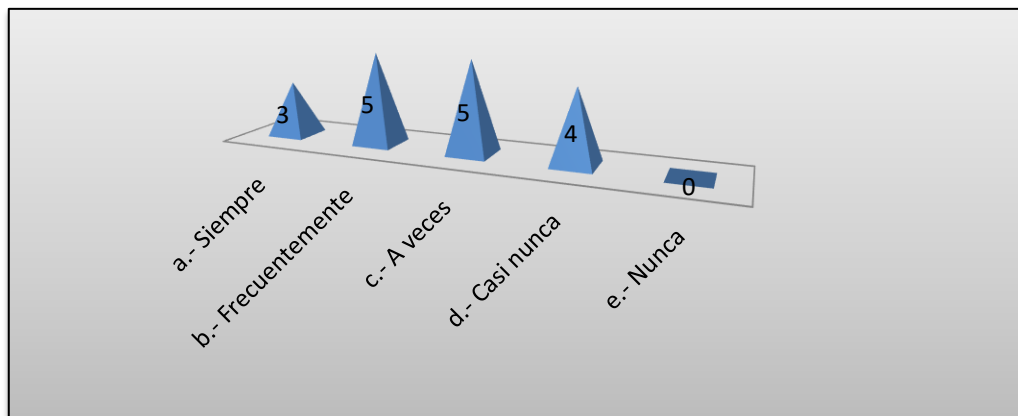 3
5
5
4
0
a.- Siempre
b.- Frecuentemente
c.- A veces
d.- Casi nunca
e.- Nunca